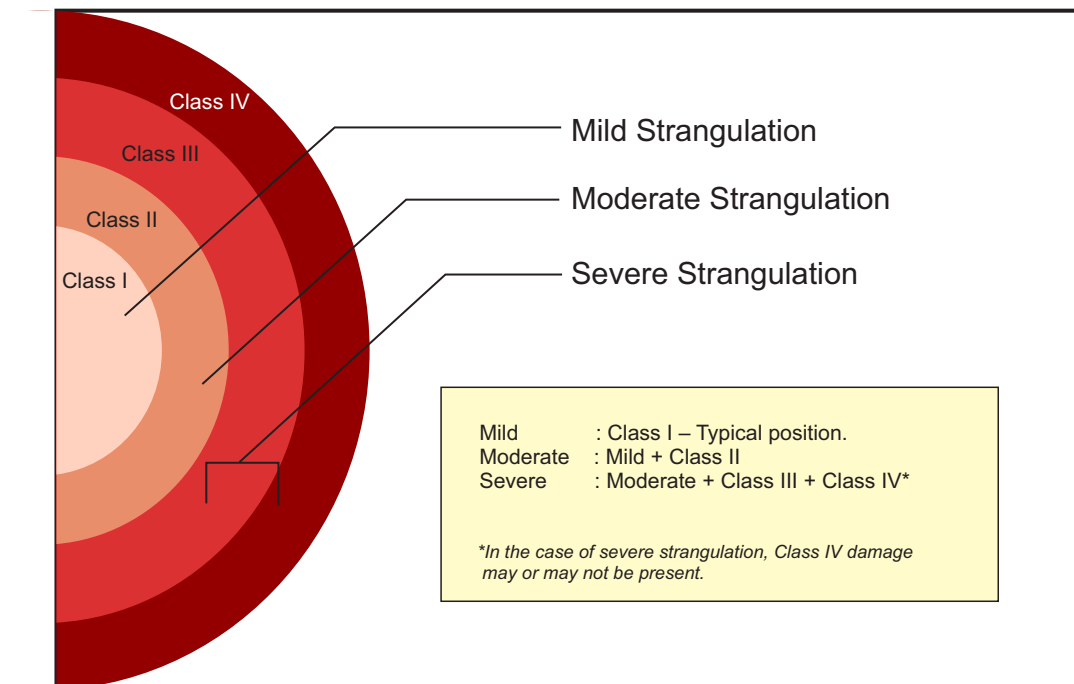 Class IV
Mild Strangulation
Class III
Moderate Strangulation
Class II
Severe Strangulation
Class I
Mild : Class I – Typical position.
Moderate : Mild + Class II
Severe : Moderate + Class III + Class IV*
*In the case of severe strangulation, Class IV damage
may or may not be present.